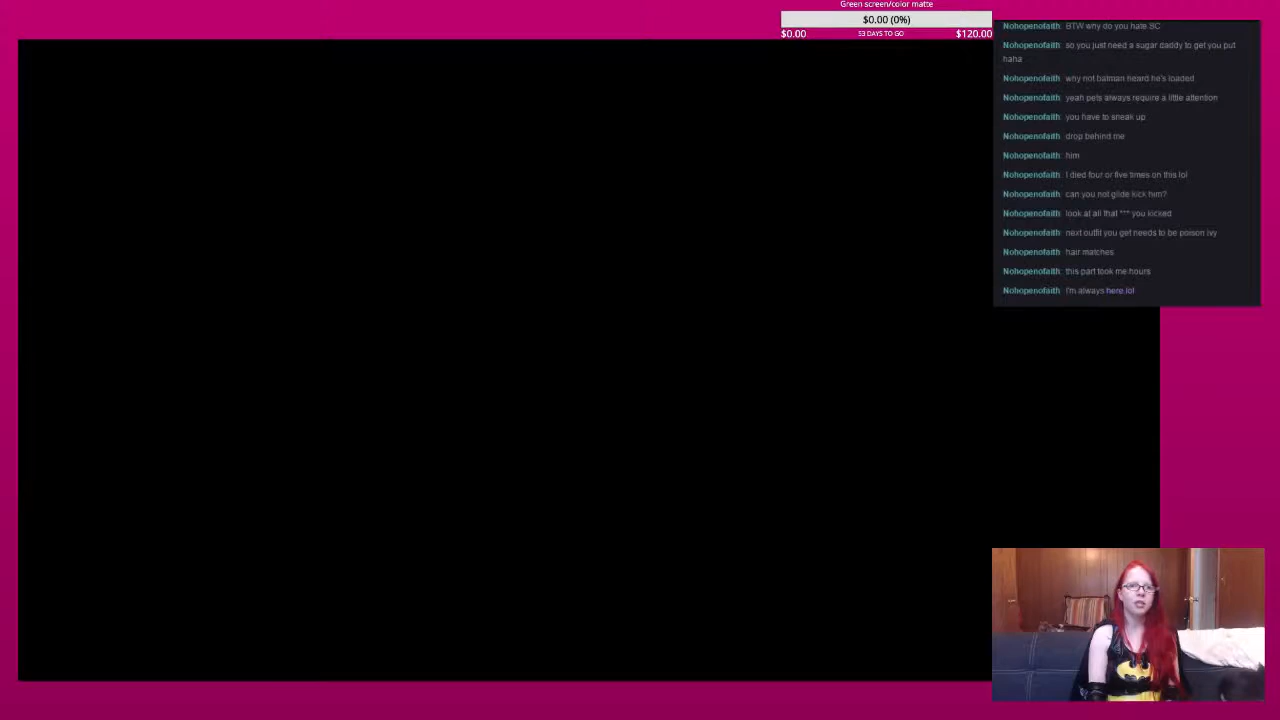 Green screen/color matte
$0.00 (0%)
$0.00 53 DAYS TO GO $120.00
Nohopenofaith: BTW why do you hate SC
Nohopenofaith: so you just need a sugar daddy to get you put
haha
Nohopenofaith: why not batman heard he's loaded
Nohopenofaith: yeah pets always require a little attention
Nohopenofaith: you have to sneak up
Nohopenofaith: drop behind me
Nohopenofaith: him
Nohopenofaith: I died four or five times on this lol
Nohopenofaith: can you not glide kick him?
Nohopenofaith: look at all that *** you kicked
Nohopenofaith: next outfit you get needs to be poison ivy
Nohopenofaith: hair matches
Nohopenofaith: this part took me hours
Nohopenofaith: I'm always here.lol